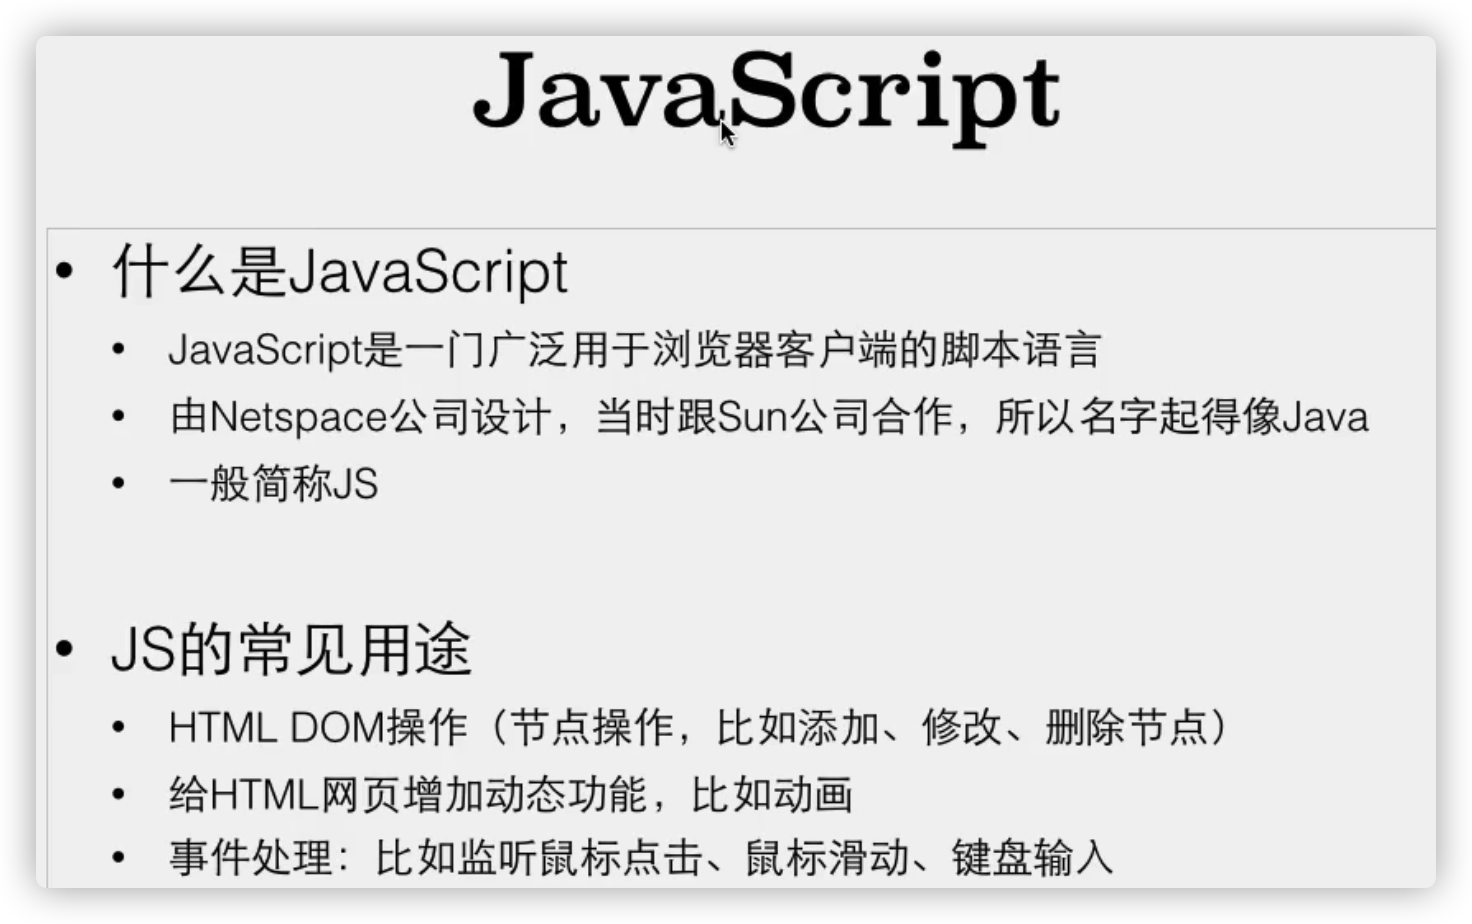 JavaScript
• 什么是JavaScript
• JavaScript是一门广泛用于浏览器客户端的脚本语言
• 由Netspace公司设计，当时跟Sun公司合作，所以名字起得像Java
• 一般简称JS
• JS的常见用途
• HTML DOM操作（节点操作，比如添加、修改、删除节点）
• 给HTML网页增加动态功能，比如动画
• 事件处理：比如监听鼠标点击、鼠标滑动、键盘输入